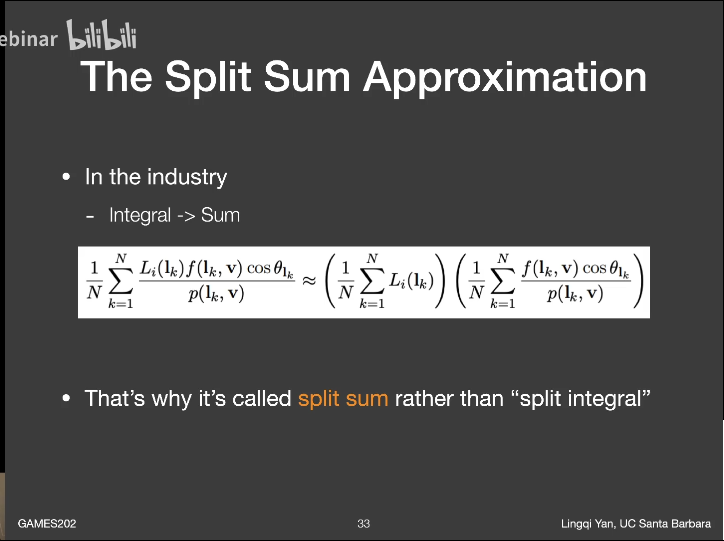 ebinar bilibili
The Split Sum Approximation
• In the industry
- Integral -> Sum
$\frac{1}{N}\sum_{k=1}^{N}\frac{L_i(\mathbf{l}_k)f(\mathbf{l}_k,\mathbf{v})\cos\theta_{\mathbf{l}_k}}{p(\mathbf{l}_k,\mathbf{v})}\approx\left(\frac{1}{N}\sum_{k=1}^{N}L_i(\mathbf{l}_k)\right)\left(\frac{1}{N}\sum_{k=1}^{N}\frac{f(\mathbf{l}_k,\mathbf{v})\cos\theta_{\mathbf{l}_k}}{p(\mathbf{l}_k,\mathbf{v})}\right)$
• That’s why it’s called split sum rather than “split integral”
GAMES202 33 Lingqi Yan, UC Santa Barbara